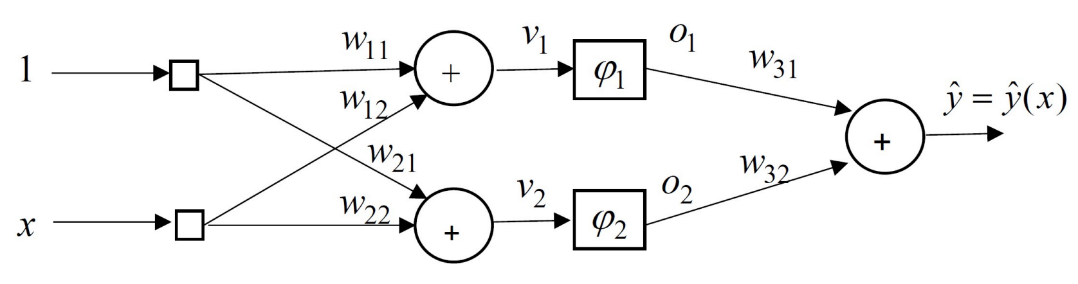 1
w11
+
v1
φ1
o1
w31
w12
w21
+
ŷ = ŷ(x)
x
w22
+
v2
φ2
o2
w32